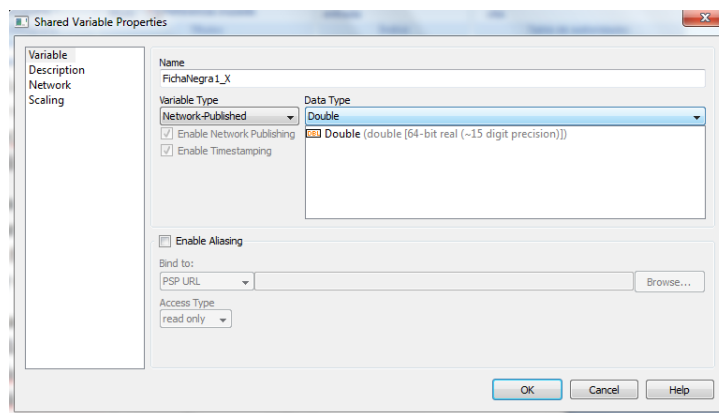 Shared Variable Properties
x
Variable
Description
Network
Scaling
Name
FichaNegra1_X
Variable Type Data Type
Network-Published Double
Enable Network Publishing DBL Double (double [64-bit real (~15 digit precision)])
Enable Timestamping
Enable Aliasing
Bind to:
PSP URL Browse...
Access Type
read only
OK Cancel Help